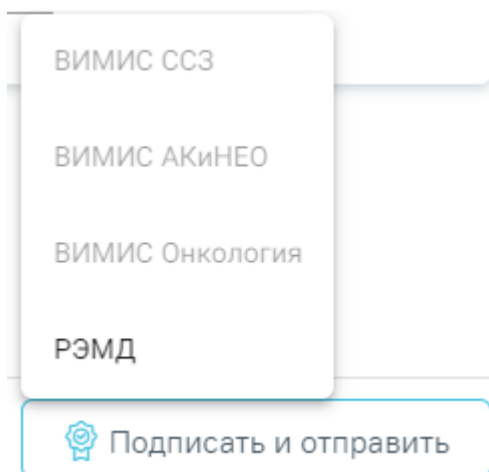 ВИМИС ССЗ
ВИМИС АКиНЕО
ВИМИС Онкология
РЭМД
Подписать и отправить